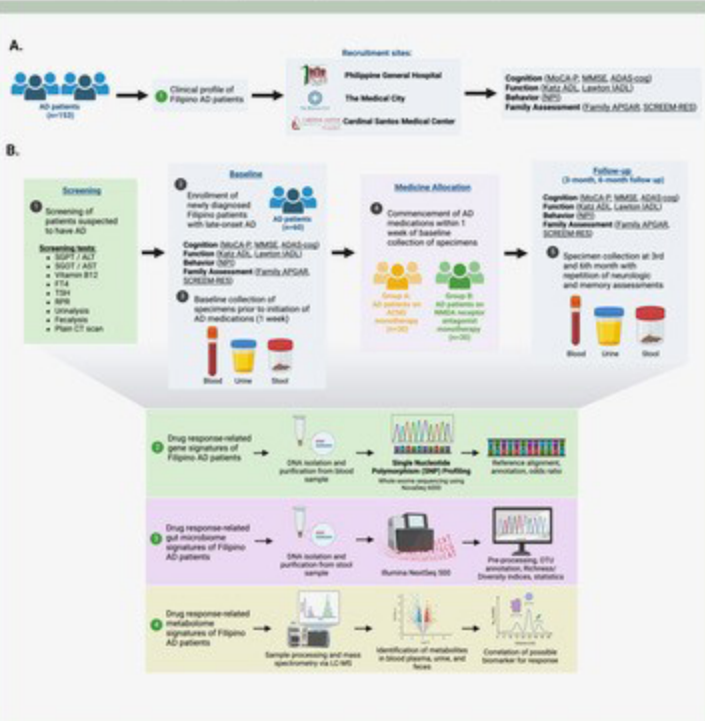 A.
AD patients
(n=153)
1 Clinical profile of
Filipino AD patients
Recruitment sites:
Philippine General Hospital
The Medical City
Cardinal Santos Medical Center
Cognition (MoCA-P, MMSE, ADAS-cog)
Function (Katz ADL, Lawton IADL)
Behavior (NPI)
Family Assessment (Family APGAR, SCREEM-RES)
B.
Screening
1 Screening of
patients suspected
to have AD
Screening tests:
• SGPT / ALT
• SGOT / AST
• Vitamin B12
• FT4
• TSH
• RPR
• Urinalysis
• Fecalysis
• Plain CT scan
Baseline
2 Enrollment of
newly diagnosed
Filipino patients
with late-onset AD
AD patients
(n=60)
Cognition (MoCA-P, MMSE, ADAS-cog)
Function (Katz ADL, Lawton IADL)
Behavior (NPI)
Family Assessment (Family APGAR,
SCREEM-RES)
3 Baseline collection of
specimens prior to initiation of
AD medications (1 week)
Blood Urine Stool
Medicine Allocation
4 Commencement of AD
medications within 1
week of baseline
collection of specimens
Group A:
AD patients on
monotherapy
(n=30)
Group B:
AD patients on
NMDA receptor
antagonist
monotherapy
(n=30)
Follow-up
(3-month, 6-month follow up)
Cognition (MoCA-P, MMSE, ADAS-cog)
Function (Katz ADL, Lawton IADL)
Behavior (NPI)
Family Assessment (Family APGAR,
SCREEM-RES)
5 Specimen collection at 3rd
and 6th month with
repetition of neurologic
and memory assessments
Blood Urine Stool
2 Drug response-related
gene signatures of
Filipino AD patients
DNA isolation and
purification from blood
sample
Single Nucleotide
Polymorphism (SNP) Profiling
Whole-exome sequencing using
NovaSeq 6000
Reference alignment,
annotation, odds ratio
3 Drug response-related
gut microbiome
signatures of Filipino
AD patients
DNA isolation and
purification from stool
sample
Illumina NextSeq 500
Pre-processing, OTU
annotation, Richness/
Diversity indices, statistics
4 Drug response-related
metabolome
signatures of Filipino
AD patients
Sample processing and mass
spectrometry via LC-MS
Identification of metabolites
in blood plasma, urine, and
feces
Correlation of possible
biomarker for response